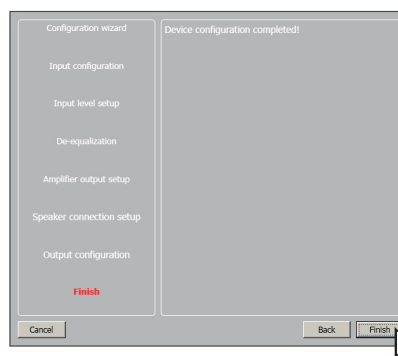 Configuration wizard
Device configuration completed!
Input configuration
Input level setup
De-equalization
Amplifier output setup
Speaker connection setup
Output configuration
Finish
Cancel
Back
Finish